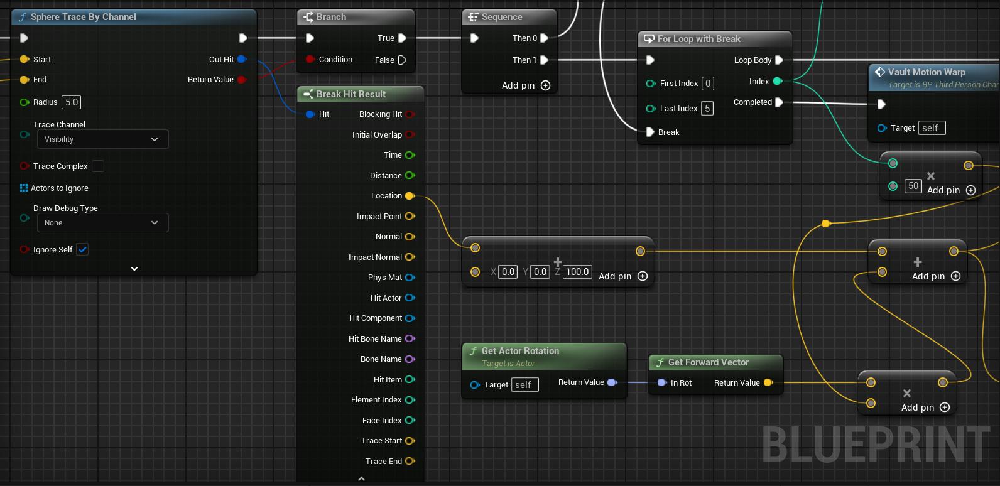 Sphere Trace By Channel
Start
Out Hit
End
Return Value
Radius 5.0
Trace Channel
Visibility
Trace Complex
Actors to Ignore
Draw Debug Type
None
Ignore Self
Branch
True
Condition
False
Break Hit Result
Hit
Blocking Hit
Initial Overlap
Time
Distance
Location
Impact Point
Normal
Impact Normal
Phys Mat
Hit Actor
Hit Component
Hit Bone Name
Bone Name
Hit Item
Element Index
Face Index
Trace Start
Trace End
Sequence
Then 0
Then 1
Add pin
For Loop with Break
Loop Body
First Index 0
Index
Last Index 5
Completed
Break
Vault Motion Warp
Target is BP Third Person Char
Target self
50
Add pin
X 0.0 Y 0.0 Z 100.0
Add pin
Add pin
Get Actor Rotation
Target is Actor
Target self
Return Value
Get Forward Vector
In Rot
Return Value
Add pin
BLUEPRINT